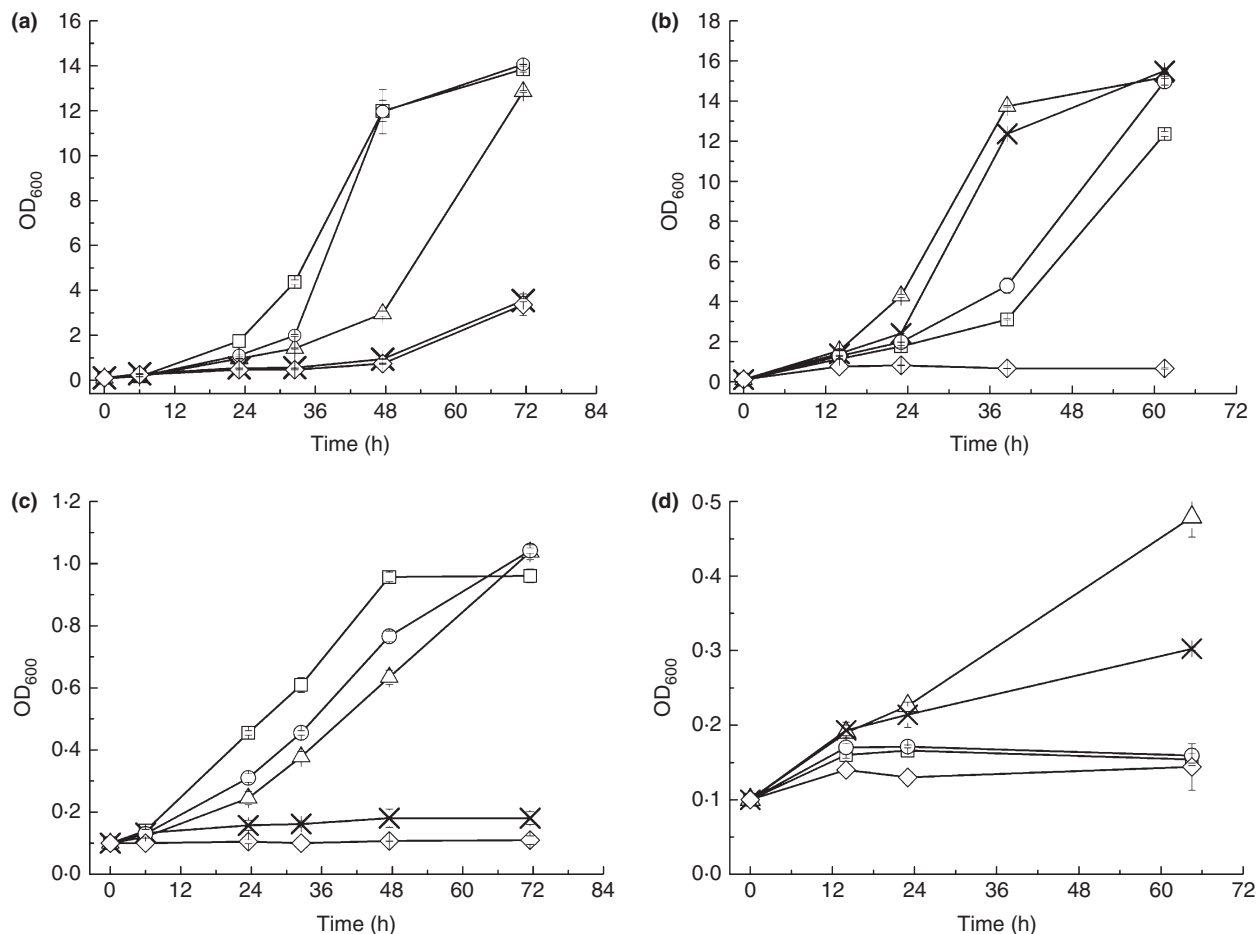 (a)
16
14
12
10
8
6
4
2
0
OD600
0 12 24 36 48 60 72 84
Time (h)
(b)
18
16
14
12
10
8
6
4
2
0
OD600
0 12 24 36 48 60 72
Time (h)
(c)
1·2
1·0
0·8
0·6
0·4
0·2
0·0
OD600
0 12 24 36 48 60 72 84
Time (h)
(d)
0·5
0·4
0·3
0·2
0·1
0·0
OD600
0 12 24 36 48 60 72
Time (h)